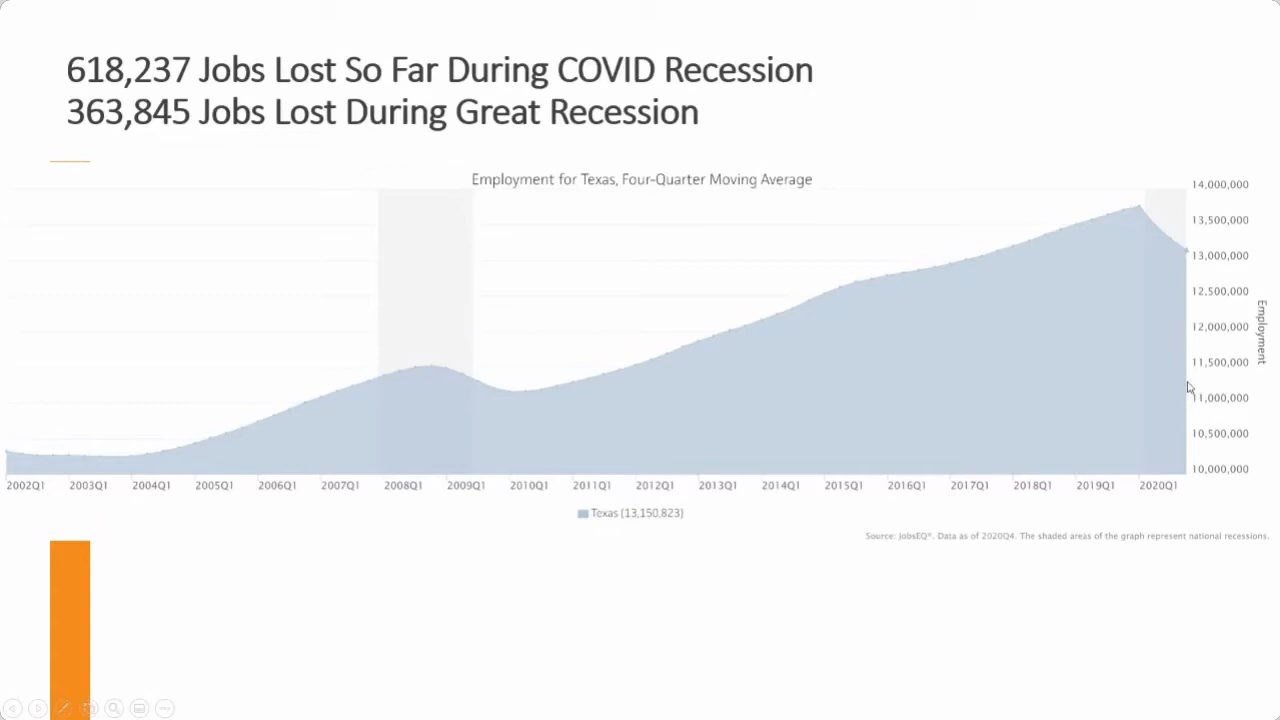 618,237 Jobs Lost So Far During COVID Recession
363,845 Jobs Lost During Great Recession
Employment for Texas, Four-Quarter Moving Average
14,000,000
13,500,000
13,000,000
12,500,000
12,000,000
11,500,000
11,000,000
10,500,000
10,000,000
Employment
2002Q1 2003Q1 2004Q1 2005Q1 2006Q1 2007Q1 2008Q1 2009Q1 2010Q1 2011Q1 2012Q1 2013Q1 2014Q1 2015Q1 2016Q1 2017Q1 2018Q1 2019Q1 2020Q1
Texas (13,150,823)
Source: JobsEQ®. Data as of 2020Q4. The shaded areas of the graph represent national recessions.